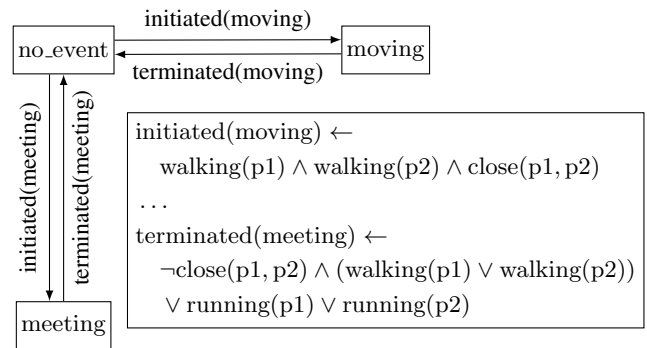 initiated(moving)
no_event
moving
terminated(moving)
initiated(meeting)
terminated(meeting)
initiated(moving) ←
walking(p1) ∧ walking(p2) ∧ close(p1, p2)
...
terminated(meeting) ←
¬close(p1, p2) ∧ (walking(p1) ∨ walking(p2))
∨ running(p1) ∨ running(p2)
meeting